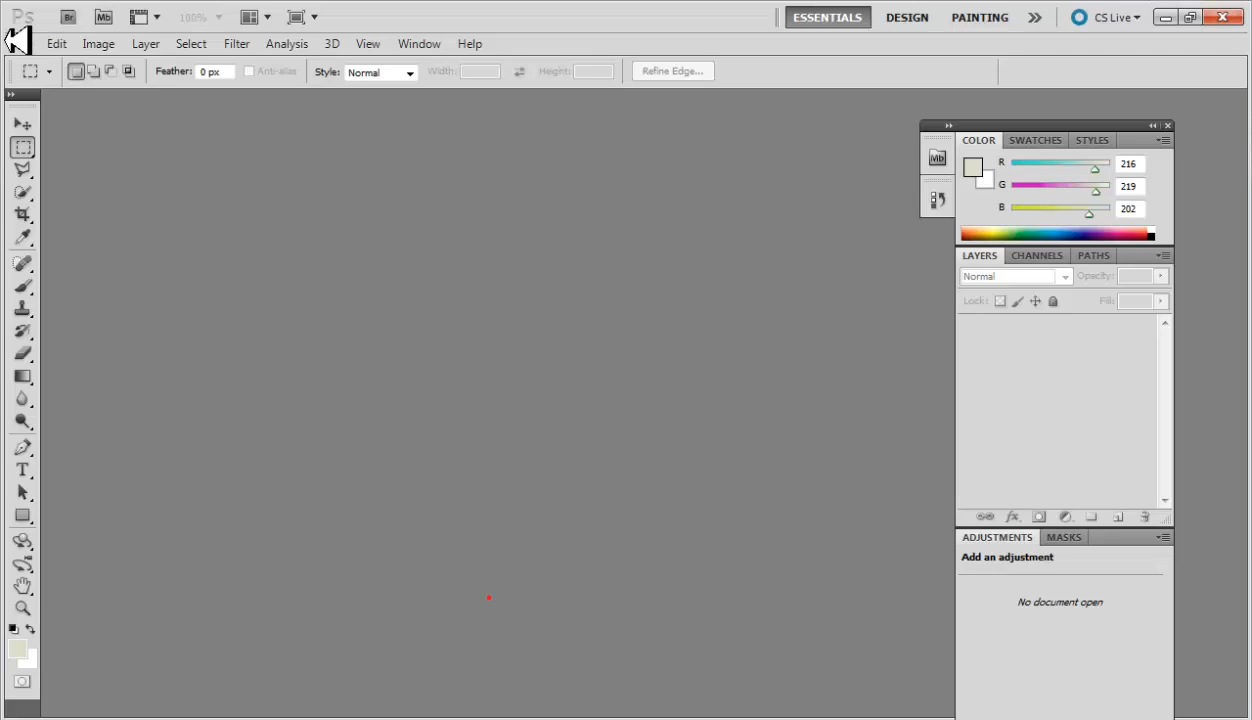 Ps Br Mb 100% ESSENTIALS DESIGN PAINTING CS Live
Edit Image Layer Select Filter Analysis 3D View Window Help
Feather: 0 px Anti-alias Style: Normal Width: Height: Refine Edge...
COLOR SWATCHES STYLES
Mb
R 216
G 219
B 202
LAYERS CHANNELS PATHS
Normal Opacity:
Lock: Fill:
T
fx
ADJUSTMENTS MASKS
Add an adjustment
No document open